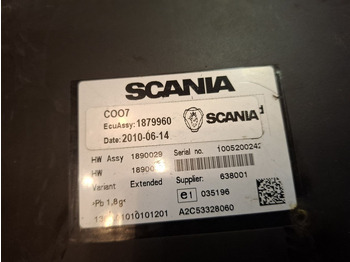 SCANIA
COO7
EcuAssy: 1879960
Date: 2010-06-14
SCANIA
HW Assy 1890029 Serial no. 1005200242
HW Supplier: 638001
Variant Extended
e1 035196
Pb 1,8g
A2C53328060